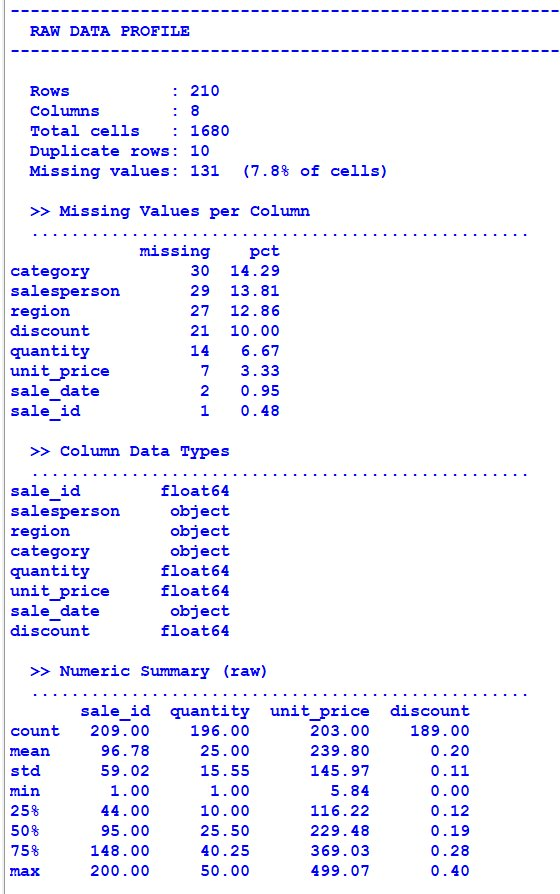 RAW DATA PROFILE
Rows : 210
Columns : 8
Total cells : 1680
Duplicate rows: 10
Missing values: 131 (7.8% of cells)
>> Missing Values per Column
missing pct
category 30 14.29
salesperson 29 13.81
region 27 12.86
discount 21 10.00
quantity 14 6.67
unit_price 7 3.33
sale_date 2 0.95
sale_id 1 0.48
>> Column Data Types
sale_id float64
salesperson object
region object
category object
quantity float64
unit_price float64
sale_date object
discount float64
>> Numeric Summary (raw)
sale_id quantity unit_price discount
count 209.00 196.00 203.00 189.00
mean 96.78 25.00 239.80 0.20
std 59.02 15.55 145.97 0.11
min 1.00 1.00 5.84 0.00
25% 44.00 10.00 116.22 0.12
50% 95.00 25.50 229.48 0.19
75% 148.00 40.25 369.03 0.28
max 200.00 50.00 499.07 0.40